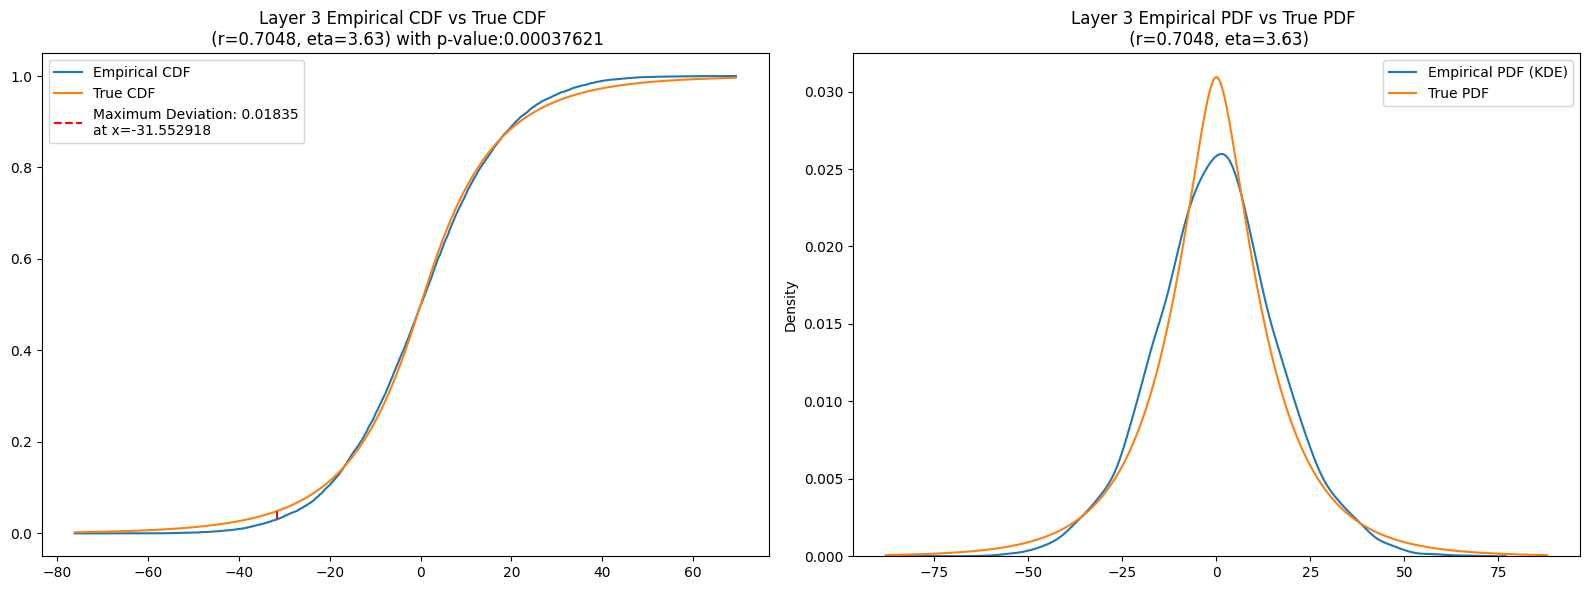 Layer 3 Empirical CDF vs True CDF
(r=0.7048, eta=3.63) with p-value:0.00037621
Empirical CDF
True CDF
Maximum Deviation: 0.01835
at x=-31.552918
1.0
0.8
0.6
0.4
0.2
0.0
−80 −60 −40 −20 0 20 40 60
Layer 3 Empirical PDF vs True PDF
(r=0.7048, eta=3.63)
Empirical PDF (KDE)
True PDF
Density
0.030
0.025
0.020
0.015
0.010
0.005
0.000
−75 −50 −25 0 25 50 75